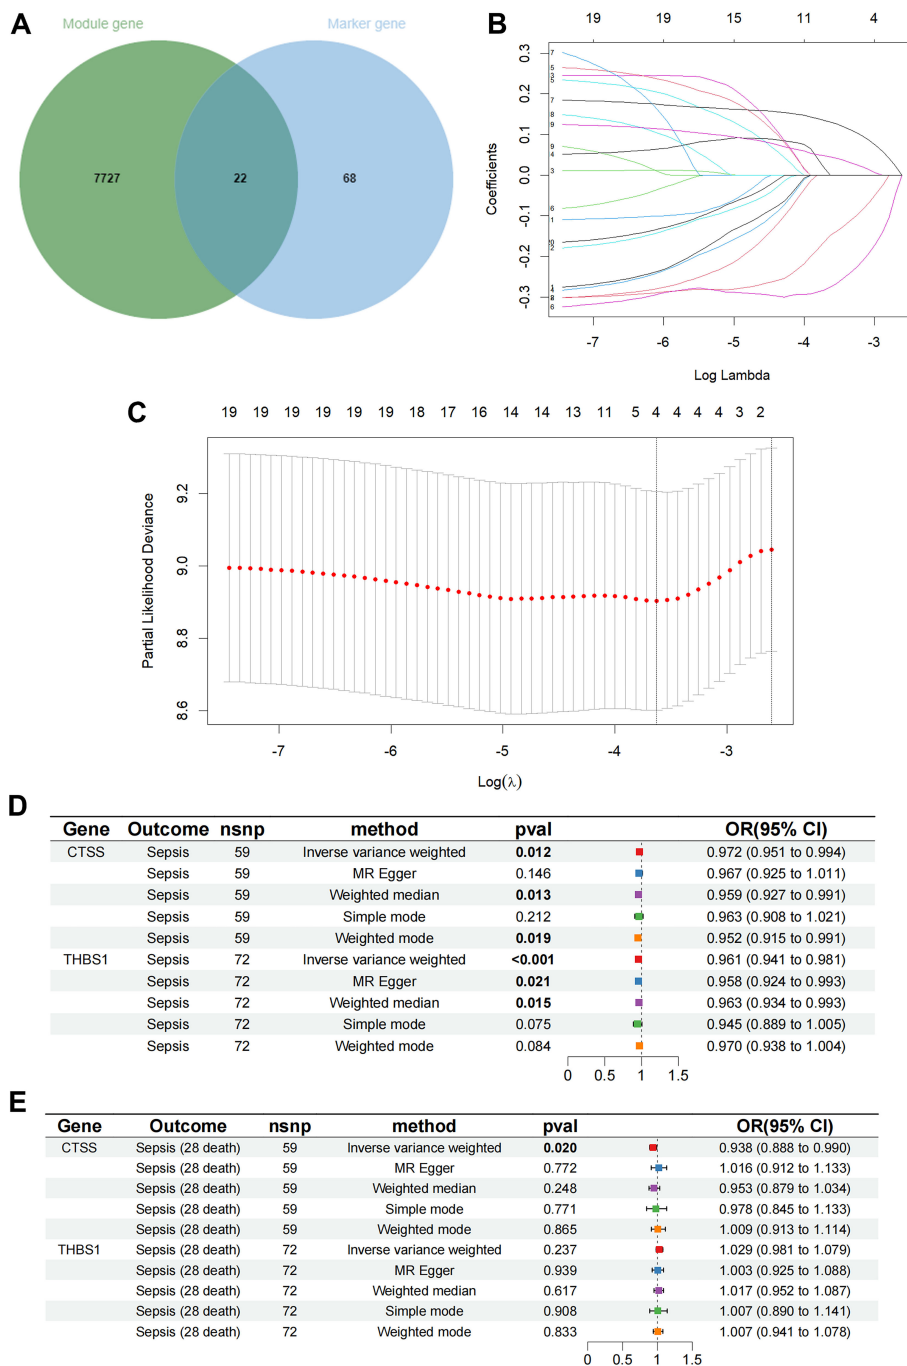 A
Module gene
Marker gene
7727
22
68
B
19 19 15 11 4
0.3
0.2
0.1
0.0
-0.1
-0.2
-0.3
Coefficients
7
5
3
5
7
8
9
9
4
3
6
1
2
1
8
6
-7 -6 -5 -4 -3
Log Lambda
C
19 19 19 19 19 19 18 17 16 14 14 13 11 5 4 4 4 4 3 2
9.2
9.0
8.8
8.6
Partial Likelihood Deviance
-7 -6 -5 -4 -3
Log(λ)
D
Gene Outcome nsnp method pval OR(95% CI)
CTSS Sepsis 59 Inverse variance weighted 0.012 0.972 (0.951 to 0.994)
Sepsis 59 MR Egger 0.146 0.967 (0.925 to 1.011)
Sepsis 59 Weighted median 0.013 0.959 (0.927 to 0.991)
Sepsis 59 Simple mode 0.212 0.963 (0.908 to 1.021)
Sepsis 59 Weighted mode 0.019 0.952 (0.915 to 0.991)
THBS1 Sepsis 72 Inverse variance weighted <0.001 0.961 (0.941 to 0.981)
Sepsis 72 MR Egger 0.021 0.958 (0.924 to 0.993)
Sepsis 72 Weighted median 0.015 0.963 (0.934 to 0.993)
Sepsis 72 Simple mode 0.075 0.945 (0.889 to 1.005)
Sepsis 72 Weighted mode 0.084 0.970 (0.938 to 1.004)
0 0.5 1 1.5
E
Gene Outcome nsnp method pval OR(95% CI)
CTSS Sepsis (28 death) 59 Inverse variance weighted 0.020 0.938 (0.888 to 0.990)
Sepsis (28 death) 59 MR Egger 0.772 1.016 (0.912 to 1.133)
Sepsis (28 death) 59 Weighted median 0.248 0.953 (0.879 to 1.034)
Sepsis (28 death) 59 Simple mode 0.771 0.978 (0.845 to 1.133)
Sepsis (28 death) 59 Weighted mode 0.865 1.009 (0.913 to 1.114)
THBS1 Sepsis (28 death) 72 Inverse variance weighted 0.237 1.029 (0.981 to 1.079)
Sepsis (28 death) 72 MR Egger 0.939 1.003 (0.925 to 1.088)
Sepsis (28 death) 72 Weighted median 0.617 1.017 (0.952 to 1.087)
Sepsis (28 death) 72 Simple mode 0.908 1.007 (0.890 to 1.141)
Sepsis (28 death) 72 Weighted mode 0.833 1.007 (0.941 to 1.078)
0 0.5 1 1.5